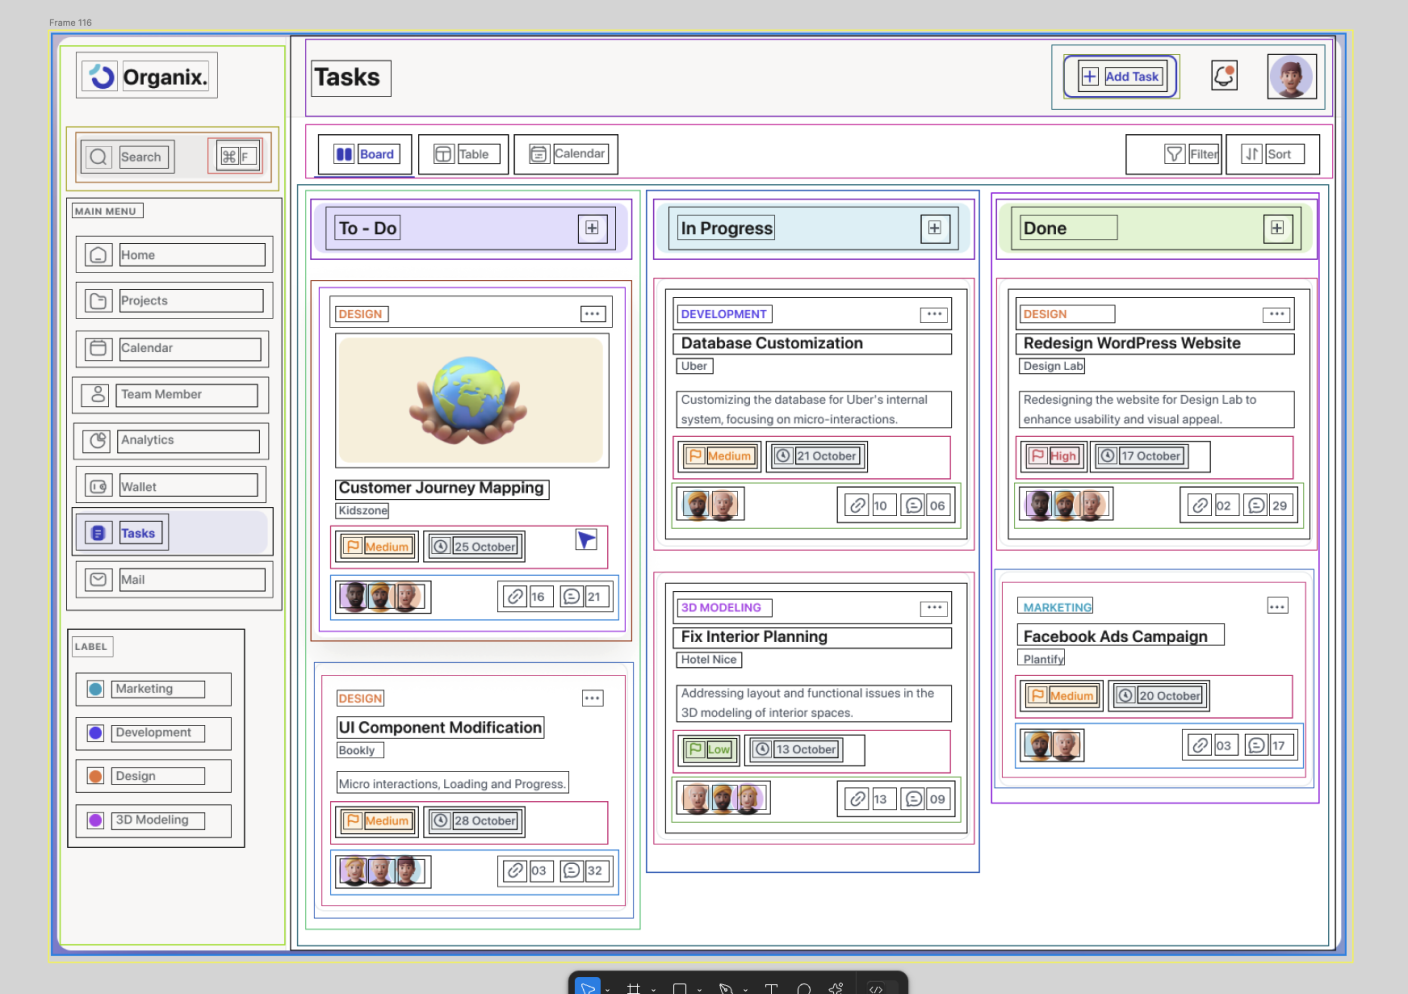 Frame 116
Organix.
Search
⌘ F
MAIN MENU
Home
Projects
Calendar
Team Member
Analytics
Wallet
Tasks
Mail
LABEL
Marketing
Development
Design
3D Modeling
Tasks
Add Task
Board
Table
Calendar
Filter
Sort
To - Do
DESIGN
Customer Journey Mapping
Kidszone
Medium
25 October
16
21
DESIGN
UI Component Modification
Bookly
Micro interactions, Loading and Progress.
Medium
28 October
03
32
In Progress
DEVELOPMENT
Database Customization
Uber
Customizing the database for Uber's internal
system, focusing on micro-interactions.
Medium
21 October
10
06
3D MODELING
Fix Interior Planning
Hotel Nice
Addressing layout and functional issues in the
3D modeling of interior spaces.
Low
13 October
13
09
Done
DESIGN
Redesign WordPress Website
Design Lab
Redesigning the website for Design Lab to
enhance usability and visual appeal.
High
17 October
02
29
MARKETING
Facebook Ads Campaign
Plantify
Medium
20 October
03
17